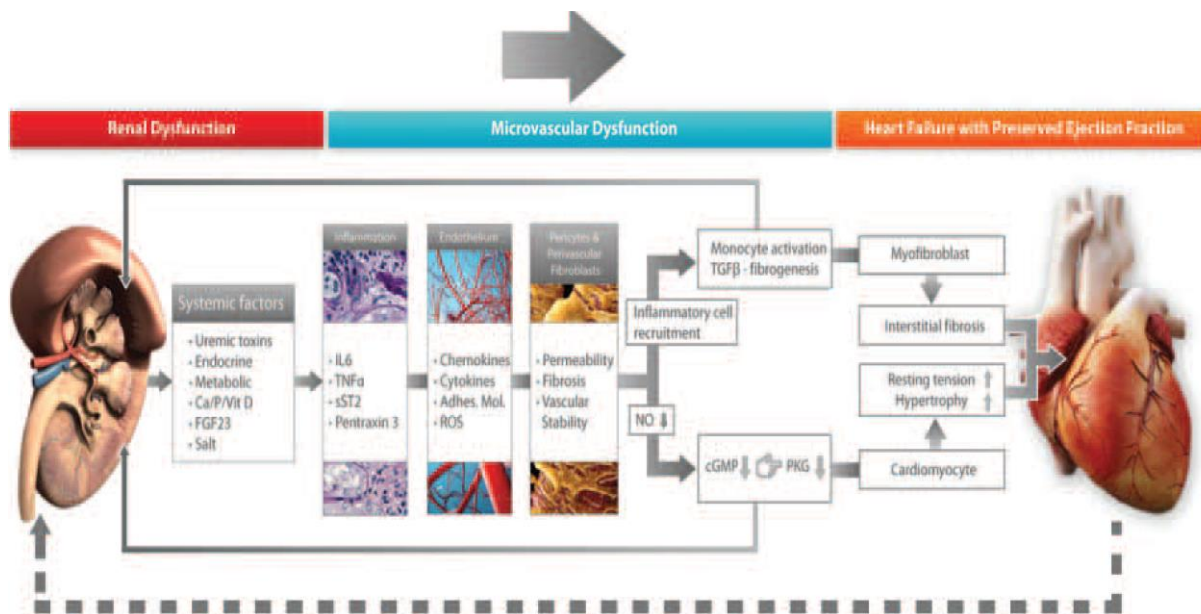 Renal Dysfunction
Microvascular Dysfunction
Heart Failure with Preserved Ejection Fraction
Systemic factors
• Uremic toxins
• Endocrine
• Metabolic
• Ca/P/Vit D
• FGF23
• Salt
Inflammation
• IL6
• TNFα
• sST2
• Pentraxin 3
Endothelium
• Chemokines
• Cytokines
• Adhes. Mol.
• ROS
Pericytes &
Perivascular
Fibroblasts
• Permeability
• Fibrosis
• Vascular
Stability
Inflammatory cell
recruitment
NO
Monocyte activation
TGFβ - fibrogenesis
cGMP PKG
Myofibroblast
Interstitial fibrosis
Resting tension
Hypertrophy
Cardiomyocyte